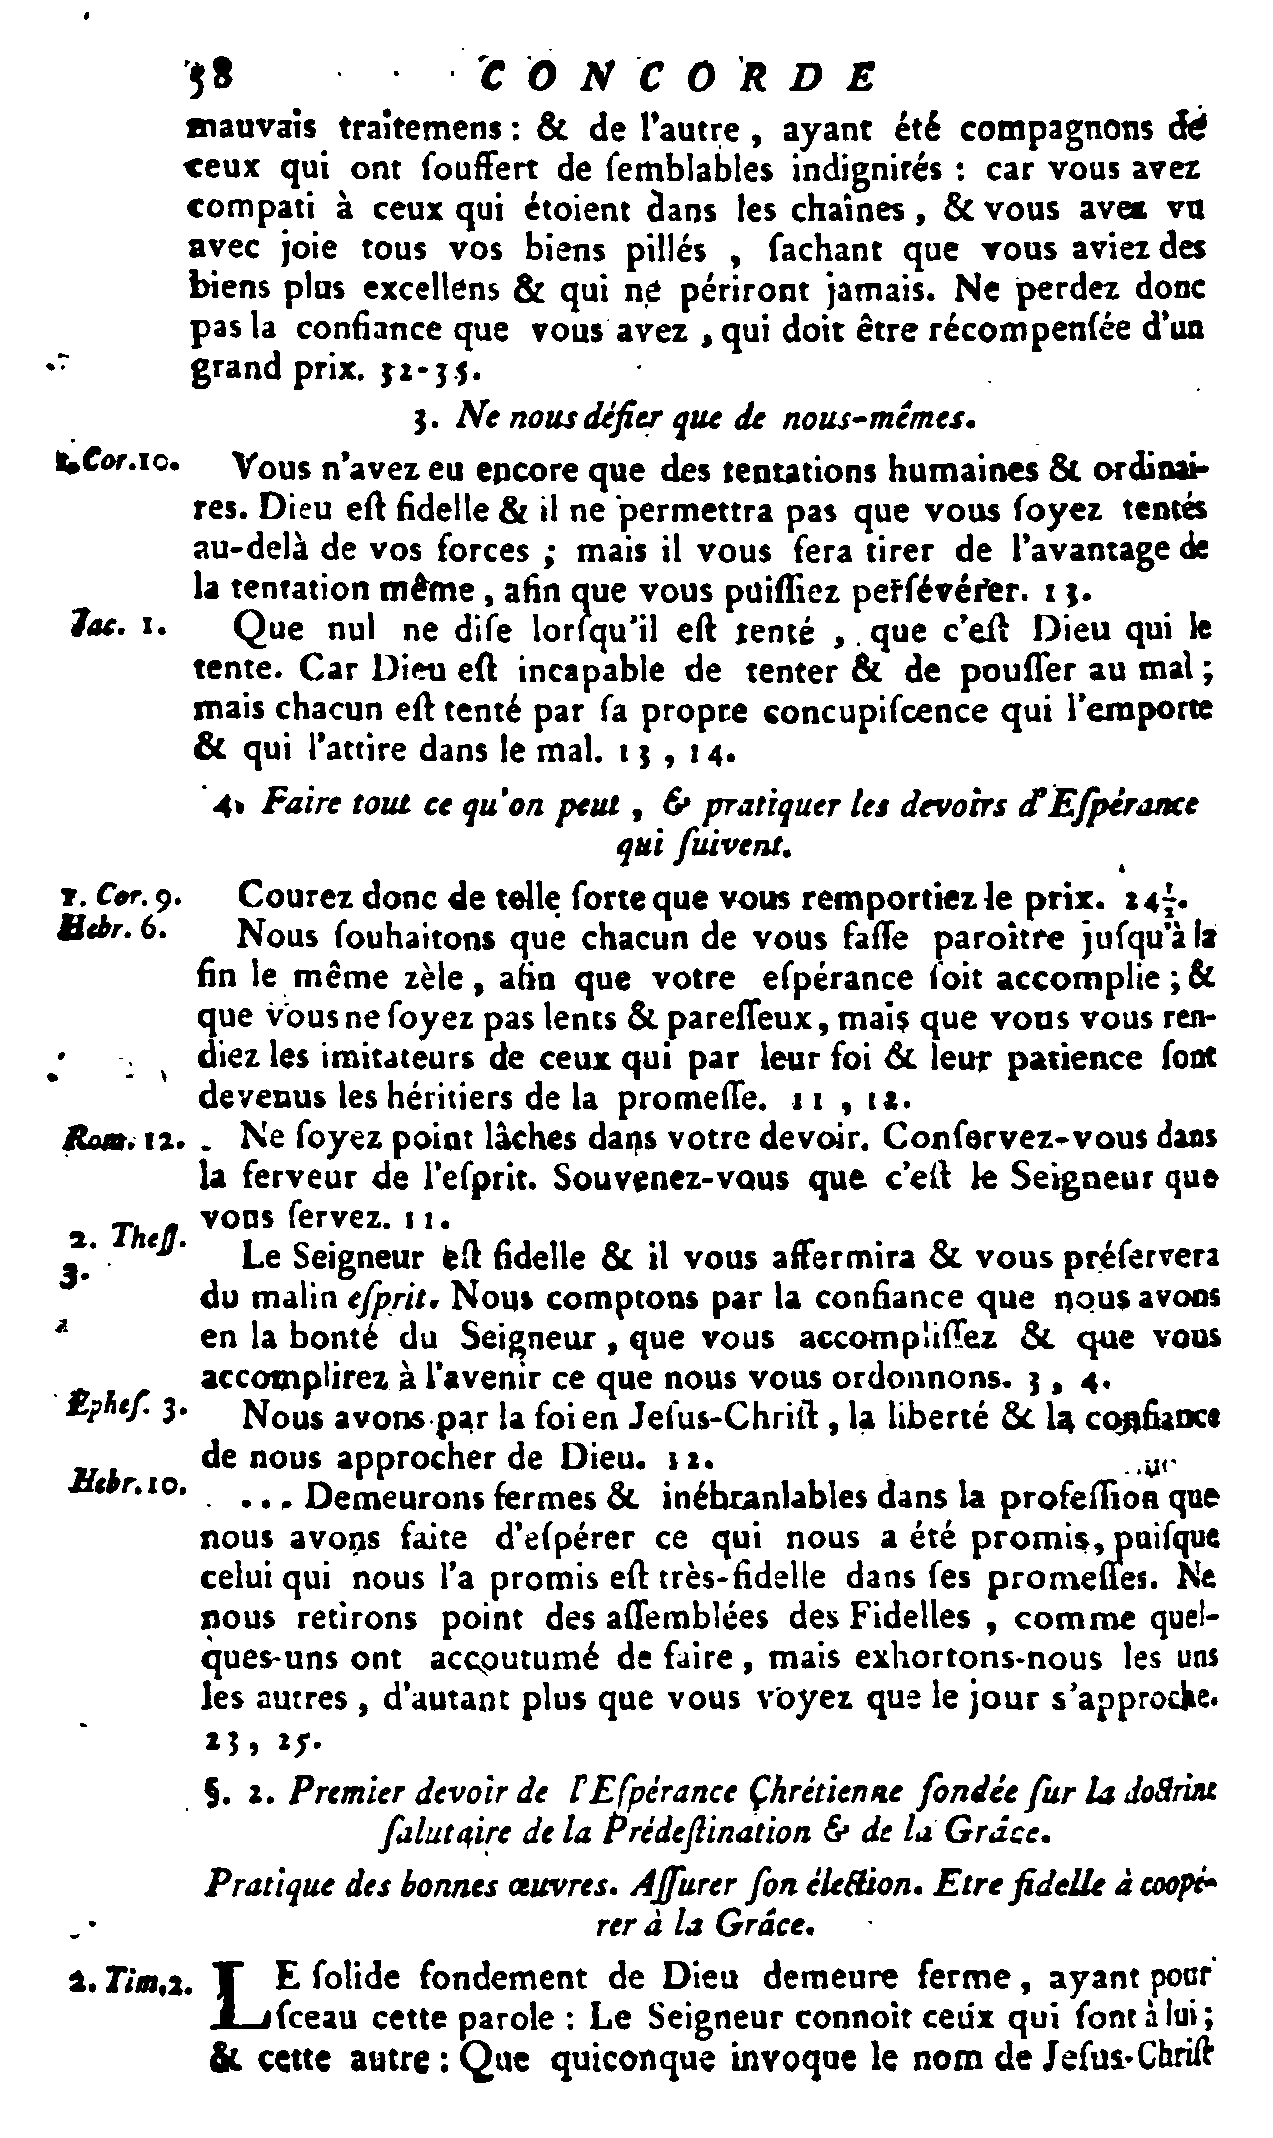 58 CONCORDE
mauvais traitemens : & de l'autre , ayant été compagnons de
ceux qui ont ſouffert de ſemblables indignités : car vous avez
compati à ceux qui étoient dans les chaînes , & vous avez vu
avec joie tous vos biens pillés , ſachant que vous aviez des
biens plus excellens & qui ne périront jamais. Ne perdez donc
pas la confiance que vous avez , qui doit être récompenſée d'un
grand prix. 32-35.
3. Ne nous défier que de nous-mêmes.
1. Cor. 10. Vous n'avez eu encore que des tentations humaines & ordinai-
res. Dieu eſt fidelle & il ne permettra pas que vous ſoyez tentés
au-delà de vos forces ; mais il vous fera tirer de l'avantage de
la tentation même , afin que vous puiſſiez perſévérer. 13.
Jac. 1. Que nul ne diſe lorſqu'il eſt tenté , que c'eſt Dieu qui le
tente. Car Dieu eſt incapable de tenter & de pouſſer au mal ;
mais chacun eſt tenté par ſa propre concupiſcence qui l'emporte
& qui l'attire dans le mal. 13 , 14.
4. Faire tout ce qu'on peut , & pratiquer les devoirs d'Eſpérance
qui ſuivent.
1. Cor. 9. Courez donc de telle ſorte que vous remportiez le prix. 24½.
Hebr. 6. Nous ſouhaitons que chacun de vous faſſe paroître juſqu'à la
fin le même zèle , afin que votre eſpérance ſoit accomplie ; &
que vous ne ſoyez pas lents & pareſſeux, mais que vous vous ren-
diez les imitateurs de ceux qui par leur foi & leur patience ſont
devenus les héritiers de la promeſſe. 11 , 12.
Rom. 12. Ne ſoyez point lâches dans votre devoir. Conſervez-vous dans
la ferveur de l'eſprit. Souvenez-vous que c'eſt le Seigneur que
vous ſervez. 11.
2. Theſſ. 3. Le Seigneur eſt fidelle & il vous affermira & vous préſervera
du malin eſprit. Nous comptons par la confiance que nous avons
en la bonté du Seigneur , que vous accompliſſez & que vous
accomplirez à l'avenir ce que nous vous ordonnons. 3 , 4.
Epheſ. 3. Nous avons par la foi en Jeſus-Chriſt , la liberté & la confiance
de nous approcher de Dieu. 12.
Hebr. 10. ... Demeurons fermes & inébranlables dans la profeſſion que
nous avons faite d'eſpérer ce qui nous a été promis, puiſque
celui qui nous l'a promis eſt très-fidelle dans ſes promeſſes. Ne
nous retirons point des aſſemblées des Fidelles , comme quel-
ques-uns ont accoutumé de faire , mais exhortons-nous les uns
les autres , d'autant plus que vous voyez que le jour s'approche.
23, 25.
§. 2. Premier devoir de l'Eſpérance Chrétienne fondée ſur la doctrine
ſalutaire de la Prédeſtination & de la Grâce.
Pratique des bonnes œuvres. Aſſurer ſon élection. Etre fidelle à coopé-
rer à la Grâce.
2. Tim. 2. LE ſolide fondement de Dieu demeure ferme , ayant pour
ſceau cette parole : Le Seigneur connoît ceux qui ſont à lui ;
& cette autre : Que quiconque invoque le nom de Jeſus-Chriſt